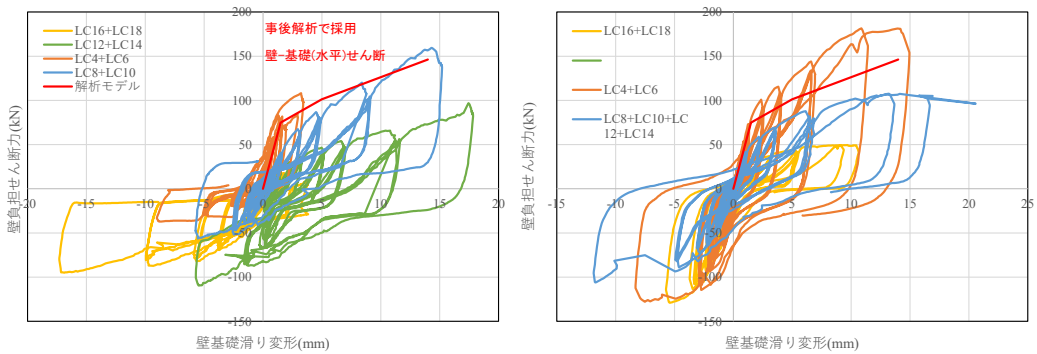 200
150
100
50
0
-50
-100
-150
-20
-15
-10
-5
0
5
10
15
20
壁負担せん断力(kN)
壁基礎滑り変形(mm)
LC16+LC18
LC12+LC14
LC4+LC6
LC8+LC10
解析モデル
事後解析で採用
壁-基礎(水平)せん断
200
150
100
50
0
-50
-100
-150
-15
-10
-5
0
5
10
15
20
25
壁負担せん断力(kN)
壁基礎滑り変形(mm)
LC16+LC18
LC4+LC6
LC8+LC10+LC
12+LC14